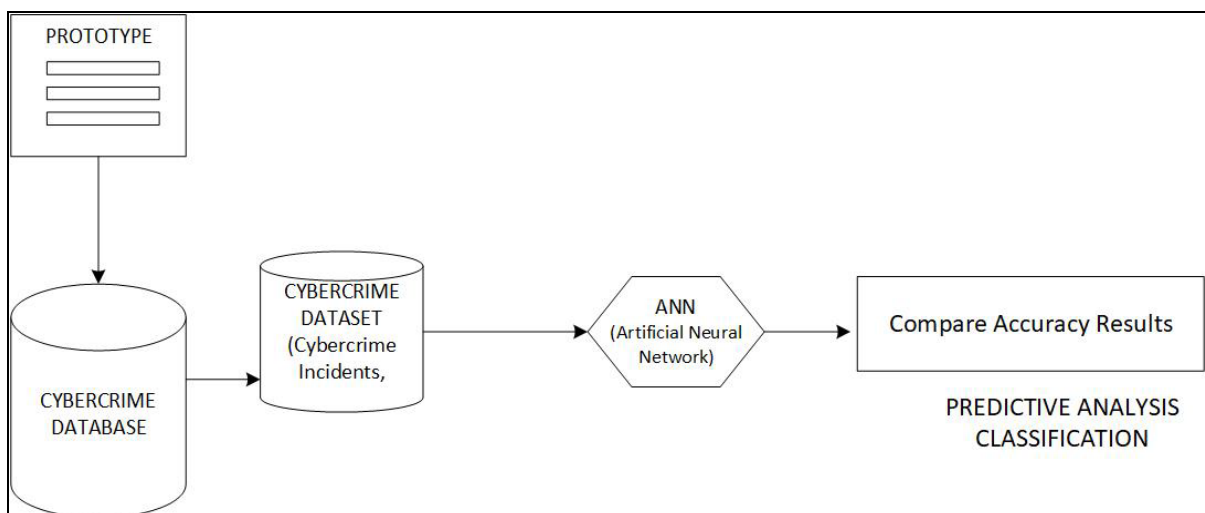 PROTOTYPE
CYBERCRIME
DATABASE
CYBERCRIME
DATASET
(Cybercrime
Incidents,
ANN
(Artificial Neural
Network)
Compare Accuracy Results
PREDICTIVE ANALYSIS
CLASSIFICATION